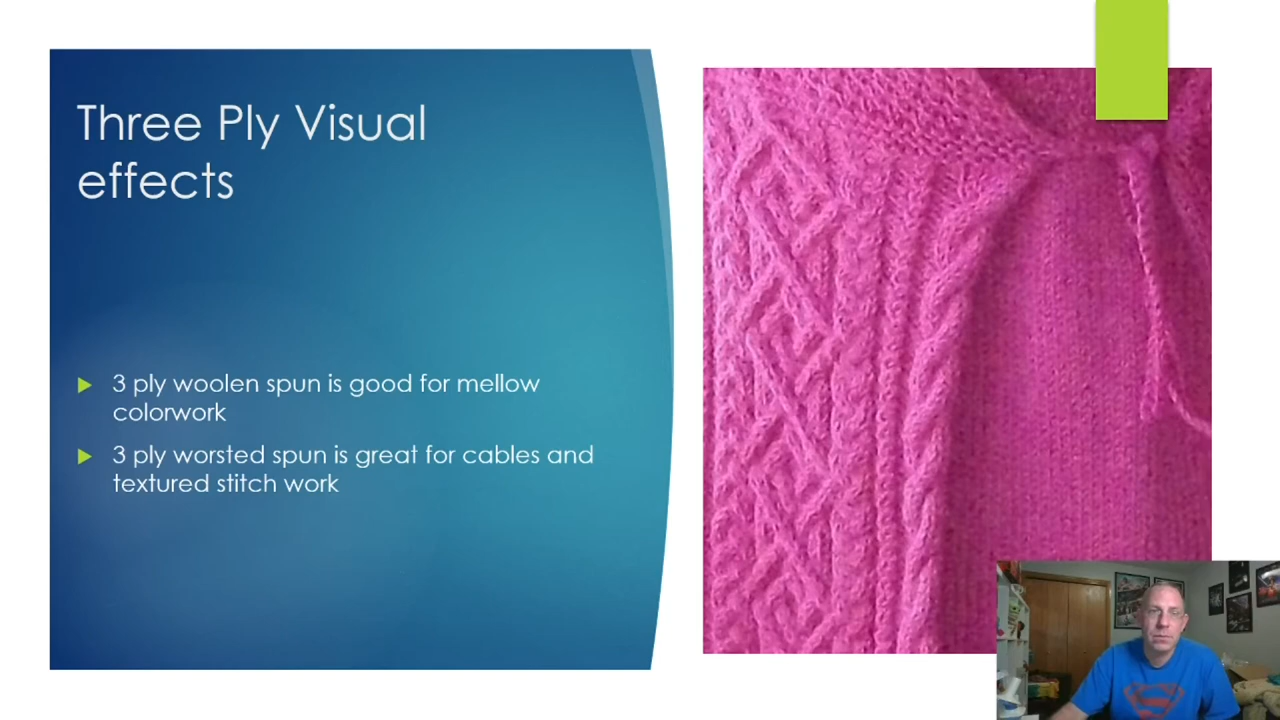 Three Ply Visual
effects
3 ply woolen spun is good for mellow
colorwork
3 ply worsted spun is great for cables and
textured stitch work